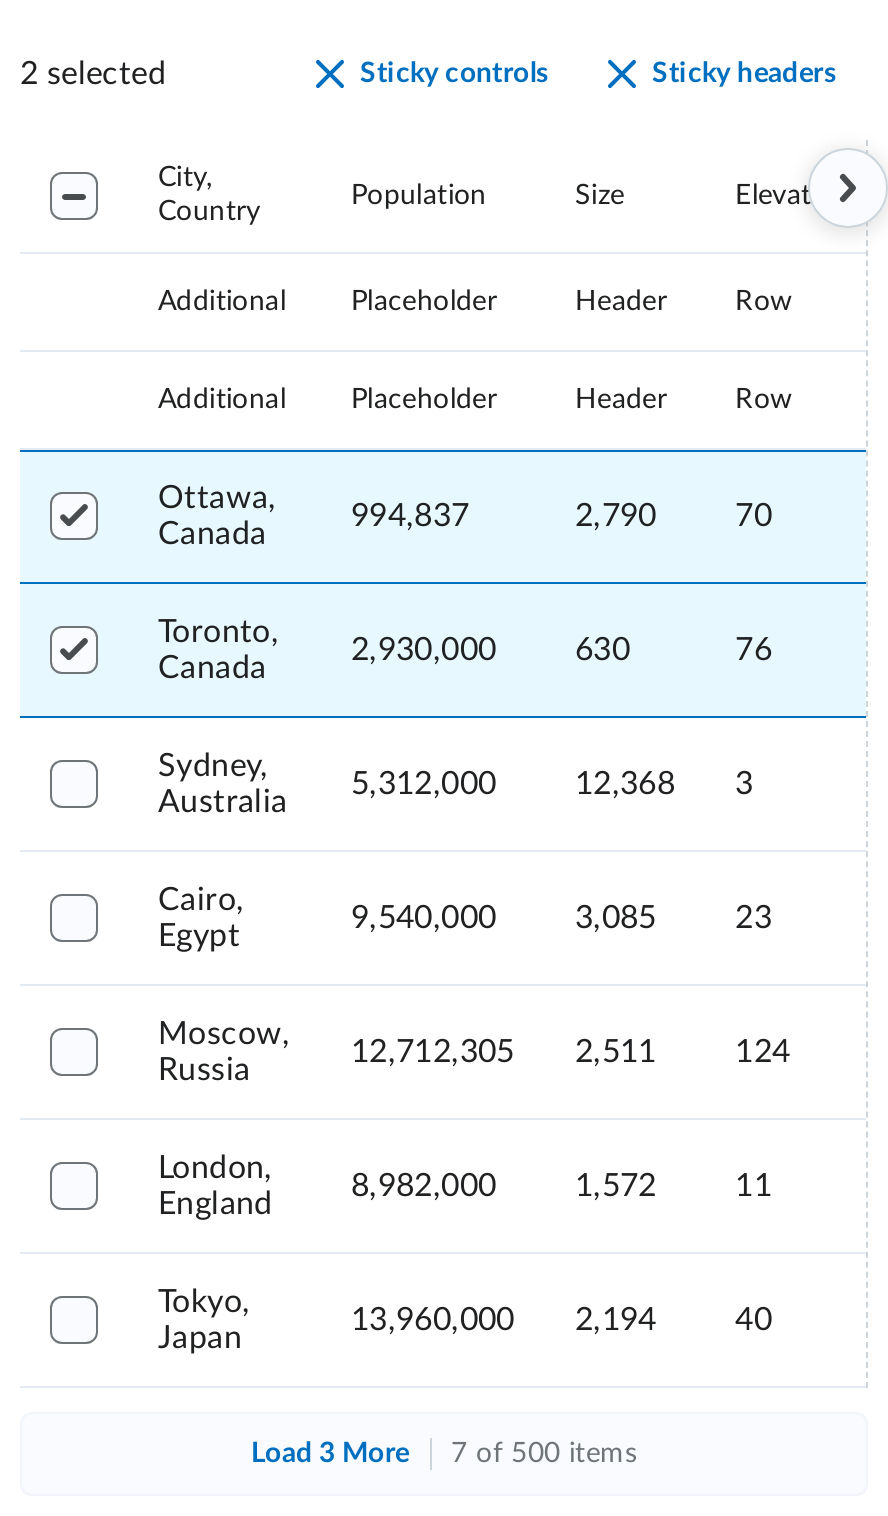 2 selected Sticky controls Sticky headers
City,
Country Population Size Elevat
Additional Placeholder Header Row
Additional Placeholder Header Row
Ottawa,
Canada 994,837 2,790 70
Toronto,
Canada 2,930,000 630 76
Sydney,
Australia 5,312,000 12,368 3
Cairo,
Egypt 9,540,000 3,085 23
Moscow,
Russia 12,712,305 2,511 124
London,
England 8,982,000 1,572 11
Tokyo,
Japan 13,960,000 2,194 40
Load 3 More 7 of 500 items